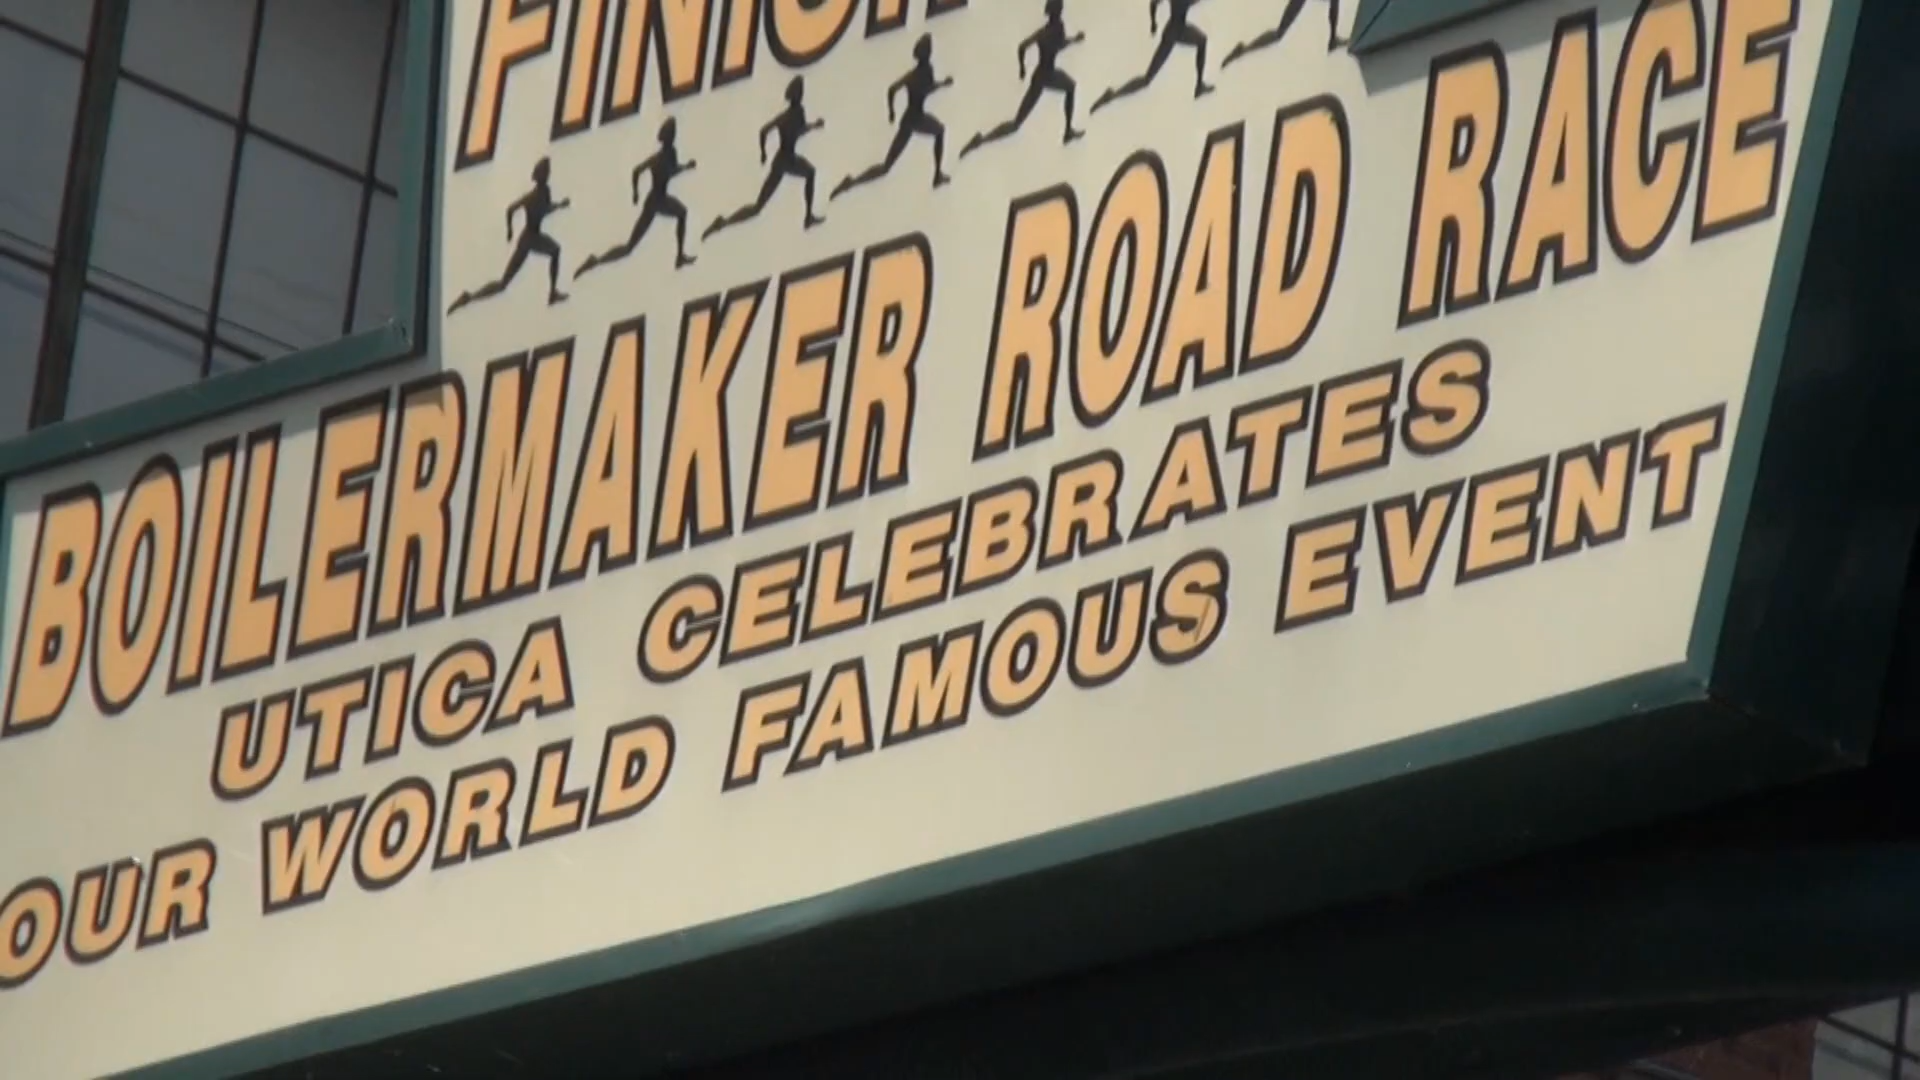 FINISH
BOILERMAKER ROAD RACE
UTICA CELEBRATES
OUR WORLD FAMOUS EVENT